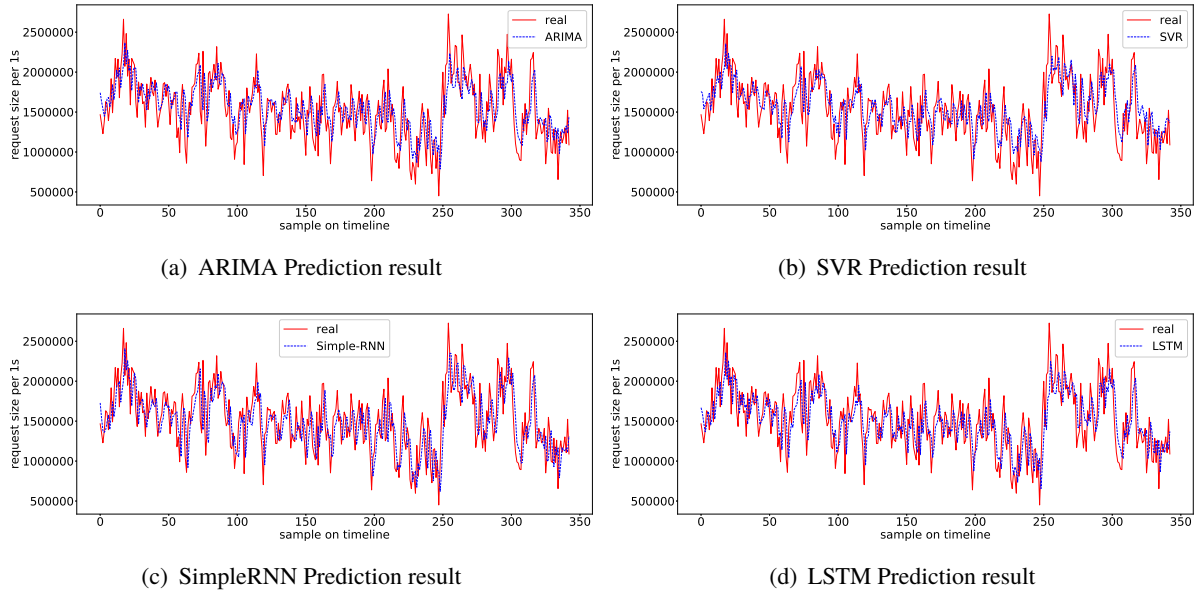 real
ARIMA
request size per 1s
2500000
2000000
1500000
1000000
500000
0 50 100 150 200 250 300 350
sample on timeline
(a) ARIMA Prediction result
real
SVR
request size per 1s
2500000
2000000
1500000
1000000
500000
0 50 100 150 200 250 300 350
sample on timeline
(b) SVR Prediction result
real
Simple-RNN
request size per 1s
2500000
2000000
1500000
1000000
500000
0 50 100 150 200 250 300 350
sample on timeline
(c) SimpleRNN Prediction result
real
LSTM
request size per 1s
2500000
2000000
1500000
1000000
500000
0 50 100 150 200 250 300 350
sample on timeline
(d) LSTM Prediction result